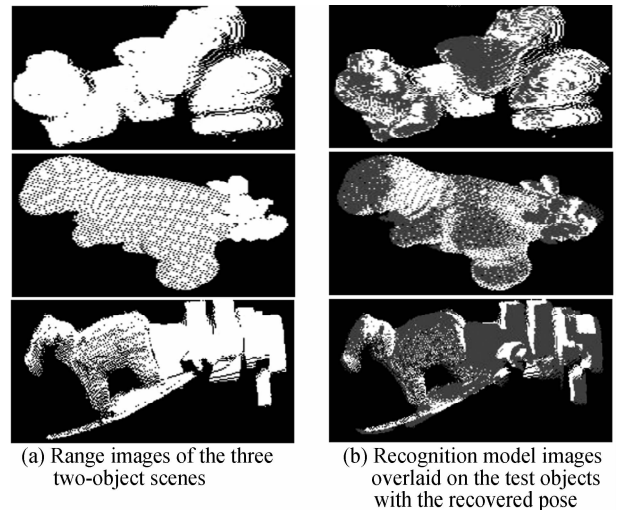 (a) Range images of the three
two-object scenes
(b) Recognition model images
overlaid on the test objects
with the recovered pose